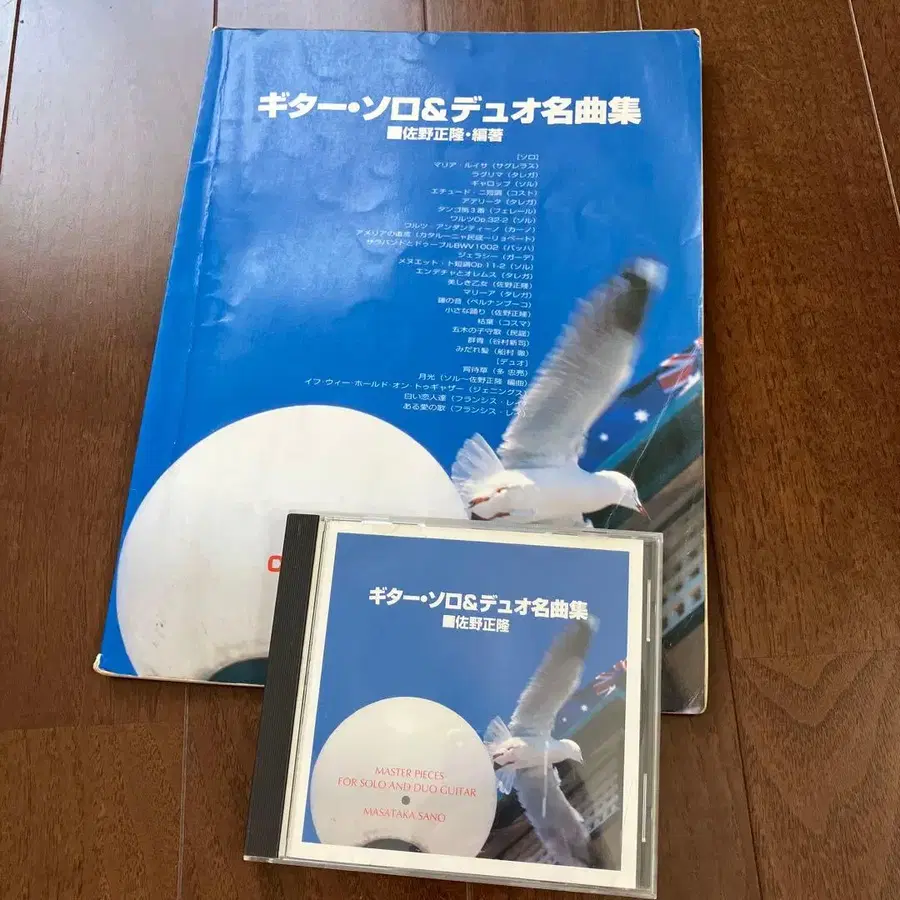 ギター・ソロ&デュオ名曲集
■佐野正隆・編著
[ソロ]
マリア・ルイサ (サグレラス)
ラグリマ (タレガ)
ギャロップ (ソル)
エチュード・ニ短調 (コスト)
アデリータ (タレガ)
タンゴ第3番 (フェレール)
ワルツOp.32-2 (ソル)
ワルツ・アンダンティーノ (カーノ)
アメリアの遺言 (カタルーニャ民謡ーリョベート)
サラバンドとドゥーブルBWV1002 (バッハ)
ジェラシー (ガーデ)
メヌエット・ト短調Op.11-2 (ソル)
エンデチャとオレムス (タレガ)
美しき乙女 (佐野正隆)
マリーア (タレガ)
鐘の音 (ペルナンブーコ)
小さな踊り (佐野正隆)
枯葉 (コスマ)
五木の子守歌 (民謡)
群青 (谷村新司)
みだれ髪 (船村 徹)
[デュオ]
宵待草 (多 忠亮)
月光 (ソルー佐野正隆 編曲)
イフ・ウィー・ホールド・オン・トゥギャザー (ジェニングス)
白い恋人達 (フランシス・レイ)
ある愛の歌 (フランシス・レイ)
ギター・ソロ&デュオ名曲集
■佐野正隆
MASTER PIECES
FOR SOLO AND DUO GUITAR
MASATAKA SANO